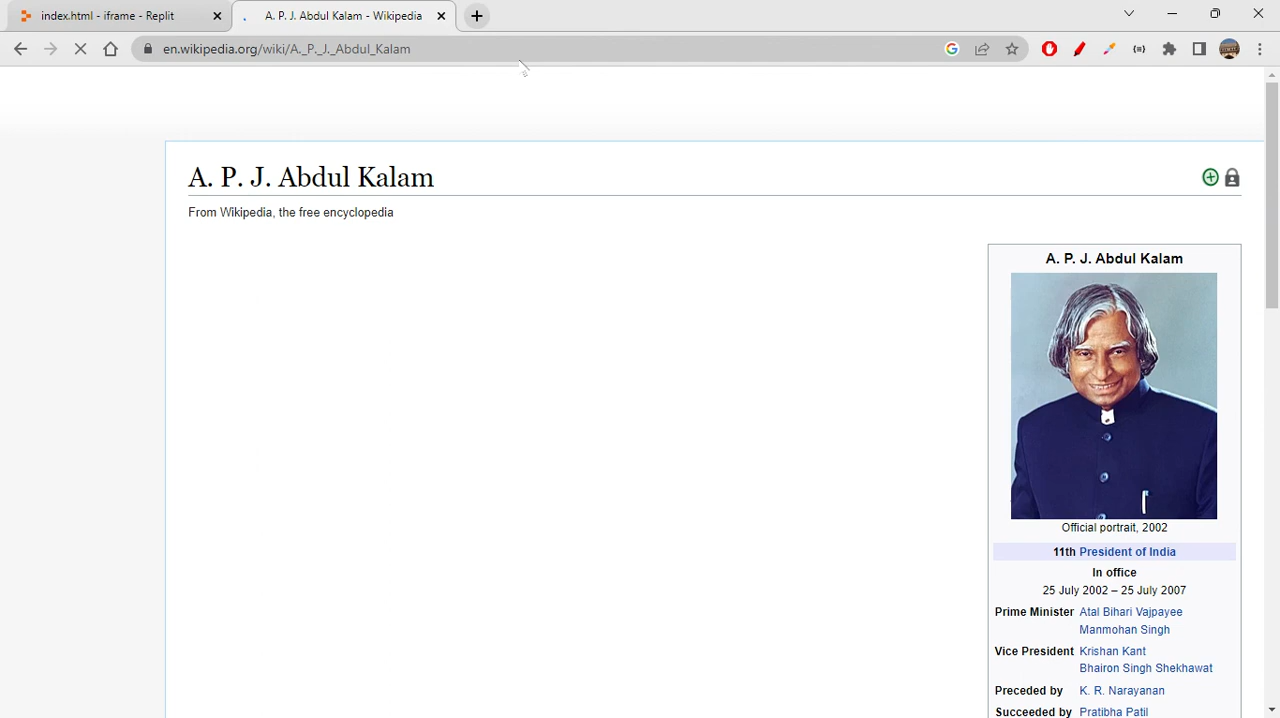 index.html - iframe - Replit
A. P. J. Abdul Kalam - Wikipedia
en.wikipedia.org/wiki/A._P._J._Abdul_Kalam
A. P. J. Abdul Kalam
From Wikipedia, the free encyclopedia
A. P. J. Abdul Kalam
Official portrait, 2002
11th President of India
In office
25 July 2002 – 25 July 2007
Prime Minister Atal Bihari Vajpayee
Manmohan Singh
Vice President Krishan Kant
Bhairon Singh Shekhawat
Preceded by K. R. Narayanan
Succeeded by Pratibha Patil